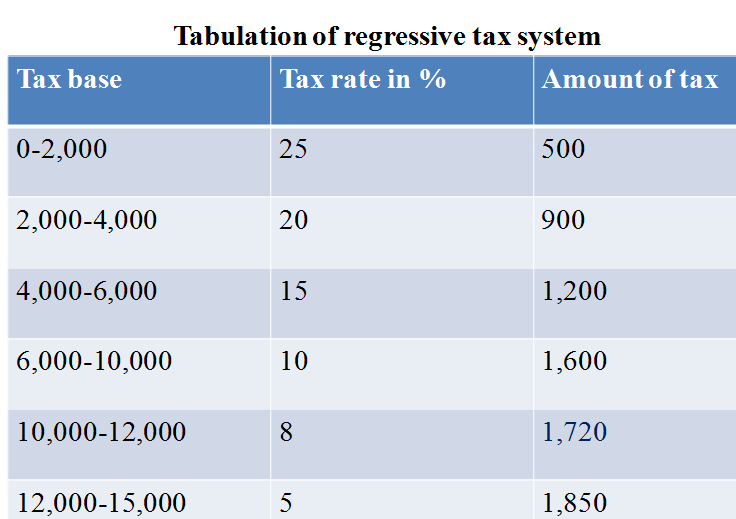 Tabulation of regressive tax system
Tax base Tax rate in % Amount of tax
0-2,000 25 500
2,000-4,000 20 900
4,000-6,000 15 1,200
6,000-10,000 10 1,600
10,000-12,000 8 1,720
12,000-15,000 5 1,850